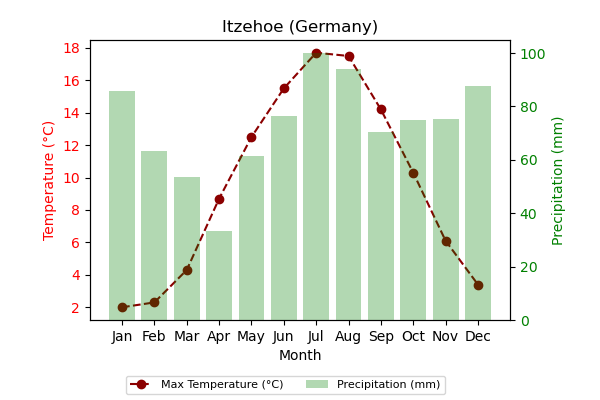 Itzehoe (Germany)
18
16
14
12
10
8
6
4
2
Temperature (°C)
100
80
60
40
20
0
Precipitation (mm)
Jan Feb Mar Apr May Jun Jul Aug Sep Oct Nov Dec
Month
Max Temperature (°C) Precipitation (mm)